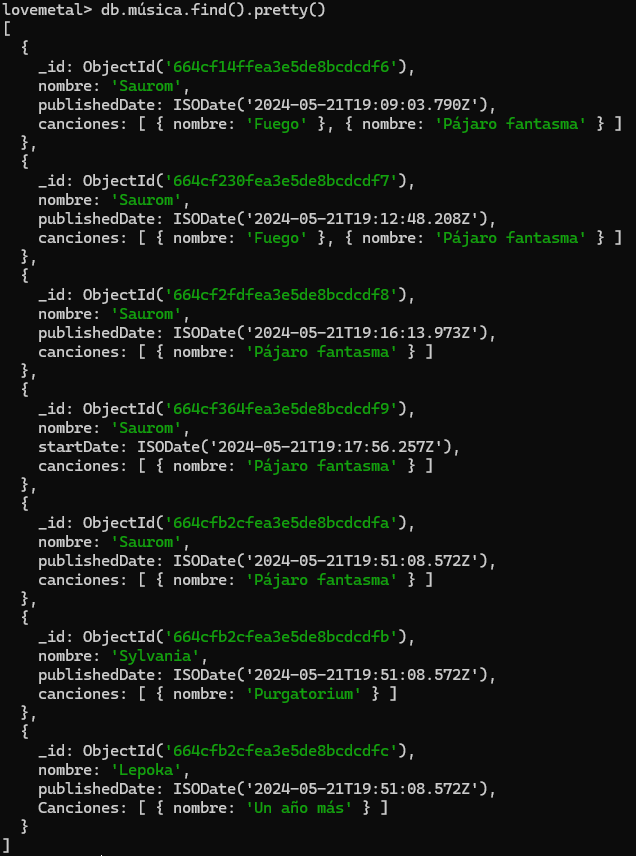 lovemetal> db.música.find().pretty()
[
  {
    _id: ObjectId('664cf14ffea3e5de8bcdcdf6'),
    nombre: 'Saurom',
    publishedDate: ISODate('2024-05-21T19:09:03.790Z'),
    canciones: [ { nombre: 'Fuego' }, { nombre: 'Pájaro fantasma' } ]
  },
  {
    _id: ObjectId('664cf230fea3e5de8bcdcdf7'),
    nombre: 'Saurom',
    publishedDate: ISODate('2024-05-21T19:12:48.208Z'),
    canciones: [ { nombre: 'Fuego' }, { nombre: 'Pájaro fantasma' } ]
  },
  {
    _id: ObjectId('664cf2fdfea3e5de8bcdcdf8'),
    nombre: 'Saurom',
    publishedDate: ISODate('2024-05-21T19:16:13.973Z'),
    canciones: [ { nombre: 'Pájaro fantasma' } ]
  },
  {
    _id: ObjectId('664cf364fea3e5de8bcdcdf9'),
    nombre: 'Saurom',
    startDate: ISODate('2024-05-21T19:17:56.257Z'),
    canciones: [ { nombre: 'Pájaro fantasma' } ]
  },
  {
    _id: ObjectId('664cfb2cfea3e5de8bcdcdfa'),
    nombre: 'Saurom',
    publishedDate: ISODate('2024-05-21T19:51:08.572Z'),
    canciones: [ { nombre: 'Pájaro fantasma' } ]
  },
  {
    _id: ObjectId('664cfb2cfea3e5de8bcdcdfb'),
    nombre: 'Sylvania',
    publishedDate: ISODate('2024-05-21T19:51:08.572Z'),
    canciones: [ { nombre: 'Purgatorium' } ]
  },
  {
    _id: ObjectId('664cfb2cfea3e5de8bcdcdfc'),
    nombre: 'Lepoka',
    publishedDate: ISODate('2024-05-21T19:51:08.572Z'),
    Canciones: [ { nombre: 'Un año más' } ]
  }
]